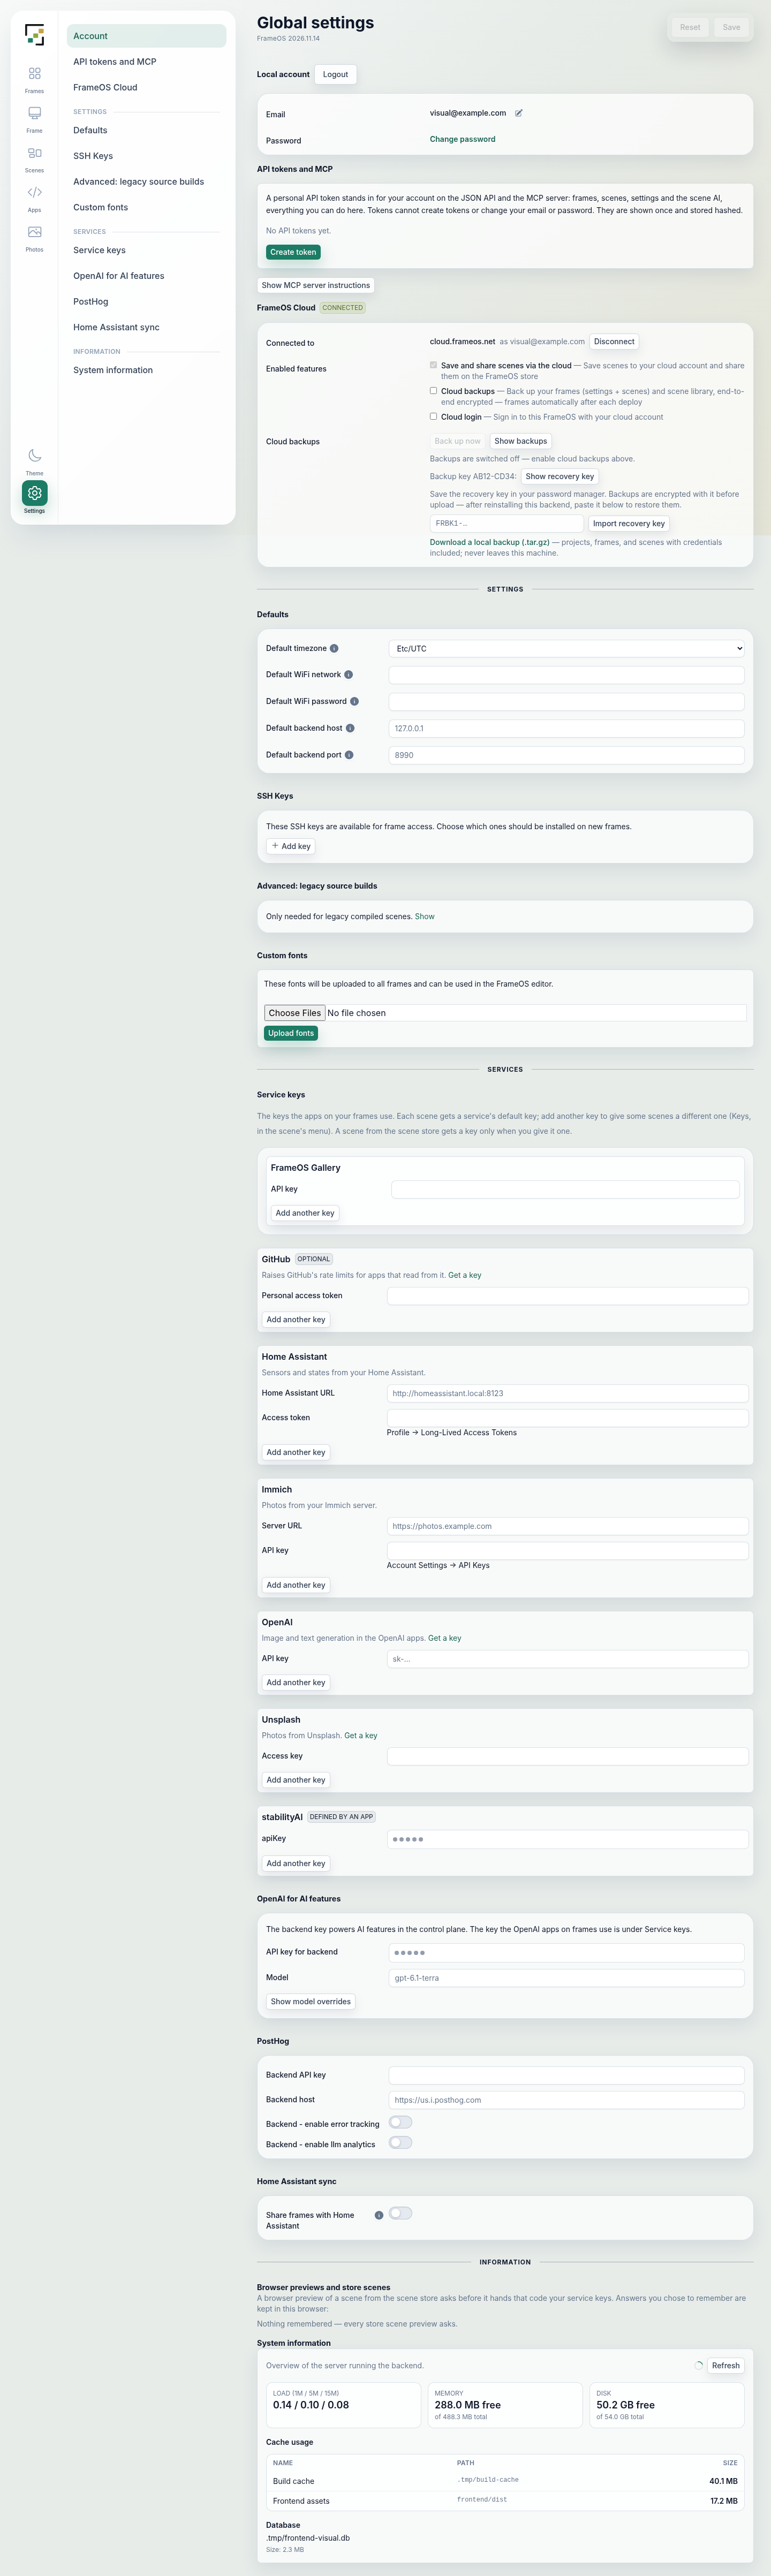 Frames
Frame
Scenes
Apps
Photos
Theme
Settings
Account
API tokens and MCP
FrameOS Cloud
SETTINGS
Defaults
SSH Keys
Advanced: legacy source builds
Custom fonts
SERVICES
Service keys
OpenAI for AI features
PostHog
Home Assistant sync
INFORMATION
System information
Global settings
FrameOS 2026.11.14
Reset Save
Local account Logout
Email visual@example.com
Password Change password
API tokens and MCP
A personal API token stands in for your account on the JSON API and the MCP server: frames, scenes, settings and the scene AI,
everything you can do here. Tokens cannot create tokens or change your email or password. They are shown once and stored hashed.
No API tokens yet.
Create token
Show MCP server instructions
FrameOS Cloud CONNECTED
Connected to cloud.frameos.net as visual@example.com Disconnect
Enabled features Save and share scenes via the cloud — Save scenes to your cloud account and share
them on the FrameOS store
Cloud backups — Back up your frames (settings + scenes) and scene library, end-to-
end encrypted — frames automatically after each deploy
Cloud login — Sign in to this FrameOS with your cloud account
Cloud backups Back up now Show backups
Backups are switched off — enable cloud backups above.
Backup key AB12-CD34: Show recovery key
Save the recovery key in your password manager. Backups are encrypted with it before
upload — after reinstalling this backend, paste it below to restore them.
FRBK1-… Import recovery key
Download a local backup (.tar.gz) — projects, frames, and scenes with credentials
included; never leaves this machine.
SETTINGS
Defaults
Default timezone i Etc/UTC
Default WiFi network i
Default WiFi password i
Default backend host i 127.0.0.1
Default backend port i 8990
SSH Keys
These SSH keys are available for frame access. Choose which ones should be installed on new frames.
+ Add key
Advanced: legacy source builds
Only needed for legacy compiled scenes. Show
Custom fonts
These fonts will be uploaded to all frames and can be used in the FrameOS editor.
Choose Files No file chosen
Upload fonts
SERVICES
Service keys
The keys the apps on your frames use. Each scene gets a service's default key; add another key to give some scenes a different one (Keys,
in the scene's menu). A scene from the scene store gets a key only when you give it one.
FrameOS Gallery
API key
Add another key
GitHub OPTIONAL
Raises GitHub's rate limits for apps that read from it. Get a key
Personal access token
Add another key
Home Assistant
Sensors and states from your Home Assistant.
Home Assistant URL http://homeassistant.local:8123
Access token
Profile → Long-Lived Access Tokens
Add another key
Immich
Photos from your Immich server.
Server URL https://photos.example.com
API key
Account Settings → API Keys
Add another key
OpenAI
Image and text generation in the OpenAI apps. Get a key
API key sk-...
Add another key
Unsplash
Photos from Unsplash. Get a key
Access key
Add another key
stabilityAI DEFINED BY AN APP
apiKey ●●●●●
Add another key
OpenAI for AI features
The backend key powers AI features in the control plane. The key the OpenAI apps on frames use is under Service keys.
API key for backend ●●●●●
Model gpt-6.1-terra
Show model overrides
PostHog
Backend API key
Backend host https://us.i.posthog.com
Backend - enable error tracking
Backend - enable llm analytics
Home Assistant sync
Share frames with Home i
Assistant
INFORMATION
Browser previews and store scenes
A browser preview of a scene from the scene store asks before it hands that code your service keys. Answers you chose to remember are
kept in this browser:
Nothing remembered — every store scene preview asks.
System information
Overview of the server running the backend. Refresh
LOAD (1M / 5M / 15M) MEMORY DISK
0.14 / 0.10 / 0.08 288.0 MB free 50.2 GB free
of 488.3 MB total of 54.0 GB total
Cache usage
NAME PATH SIZE
Build cache .tmp/build-cache 40.1 MB
Frontend assets frontend/dist 17.2 MB
Database
.tmp/frontend-visual.db
Size: 2.3 MB